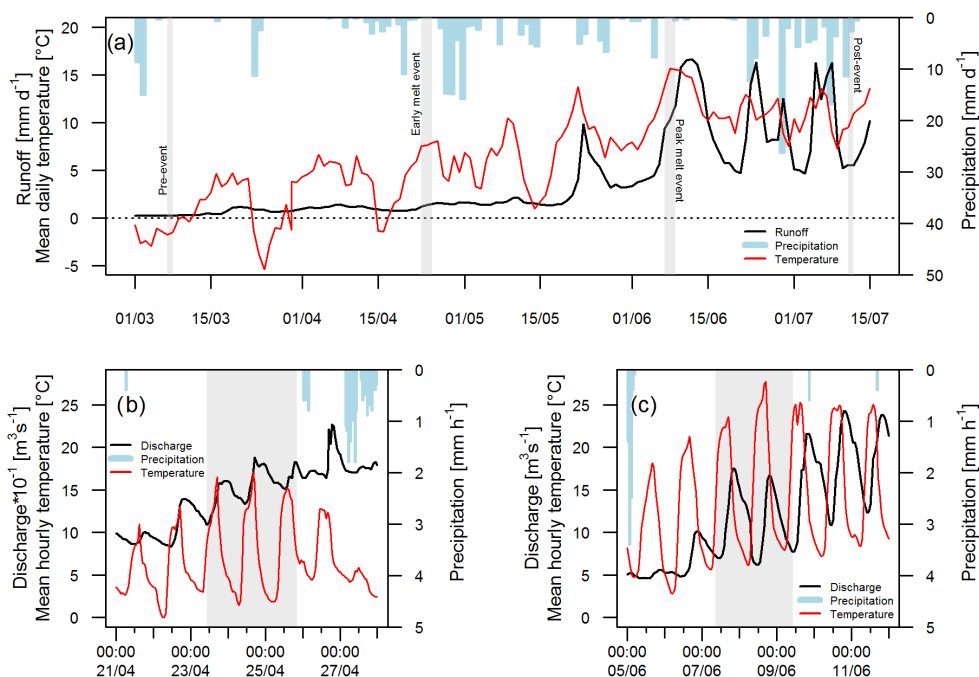 (a)
Runoff [mm d⁻¹]
Mean daily temperature [°C]
20
15
10
5
0
-5
Pre-event
Early melt event
Peak melt event
Post-event
Runoff
Precipitation
Temperature
0
10
20
30
40
50
Precipitation [mm d⁻¹]
01/03
15/03
01/04
15/04
01/05
15/05
01/06
15/06
01/07
15/07
(b)
Discharge*10⁻¹ [m³s⁻¹]
Mean hourly temperature [°C]
25
20
15
10
5
0
Discharge
Precipitation
Temperature
0
1
2
3
4
5
Precipitation [mm h⁻¹]
00:00 00:00 00:00 00:00
21/04 23/04 25/04 27/04
(c)
Discharge [m³s⁻¹]
Mean hourly temperature [°C]
25
20
15
10
5
0
Discharge
Precipitation
Temperature
0
1
2
3
4
5
Precipitation [mm h⁻¹]
00:00 00:00 00:00 00:00
05/06 07/06 09/06 11/06